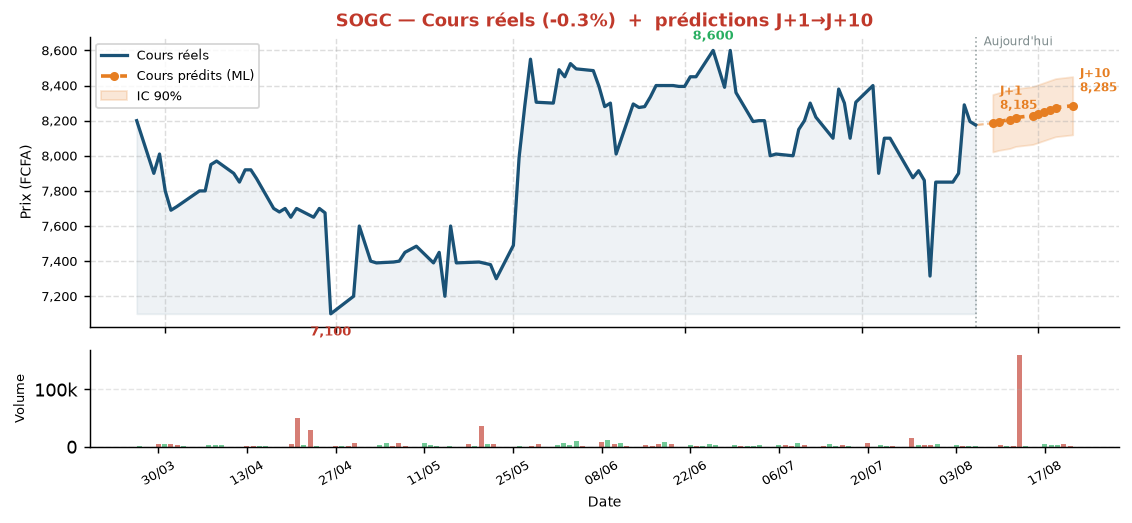 SOGC — Cours réels (-0.3%)  +  prédictions J+1→J+10
8,600
Aujourd'hui
Cours réels
Cours prédits (ML)
IC 90%
J+1
8,185
J+10
8,285
7,100
Prix (FCFA)
8,600
8,400
8,200
8,000
7,800
7,600
7,400
7,200
Volume
100k
0
30/03
13/04
27/04
11/05
25/05
08/06
22/06
06/07
20/07
03/08
17/08
Date